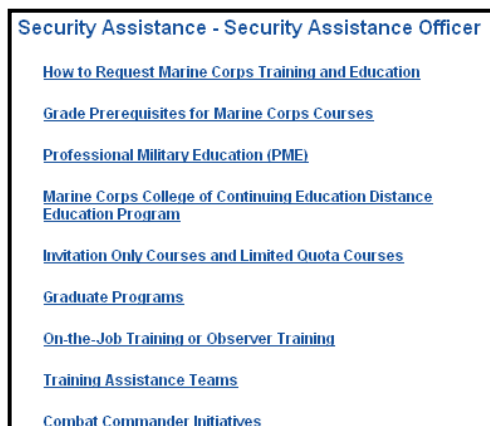 Security Assistance - Security Assistance Officer
How to Request Marine Corps Training and Education
Grade Prerequisites for Marine Corps Courses
Professional Military Education (PME)
Marine Corps College of Continuing Education Distance
Education Program
Invitation Only Courses and Limited Quota Courses
Graduate Programs
On-the-Job Training or Observer Training
Training Assistance Teams
Combat Commander Initiatives